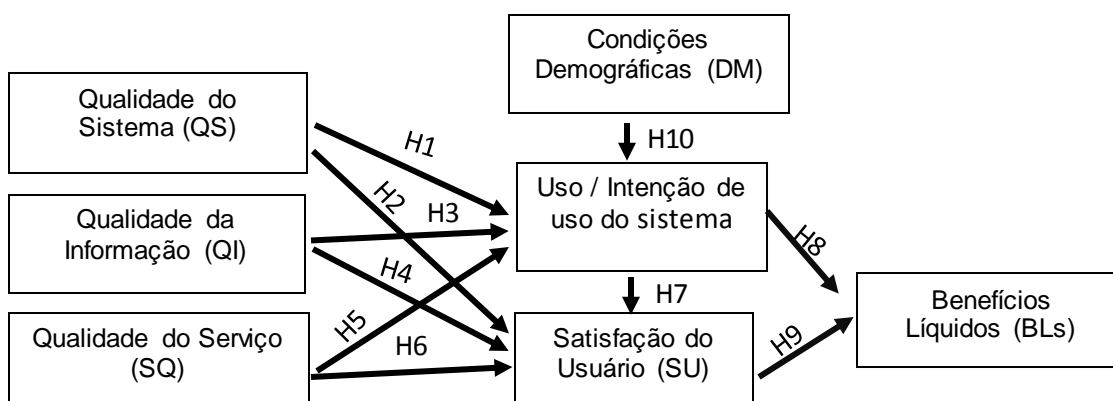 Condições
Demográficas (DM)
Qualidade do
Sistema (QS)
H1
H10
H2
Uso / Intenção de
uso do sistema
Qualidade da
Informação (QI)
H3
H4
H8
H5
H7
Benefícios
Líquidos (BLs)
Qualidade do Serviço
(SQ)
H6
Satisfação do
Usuário (SU)
H9